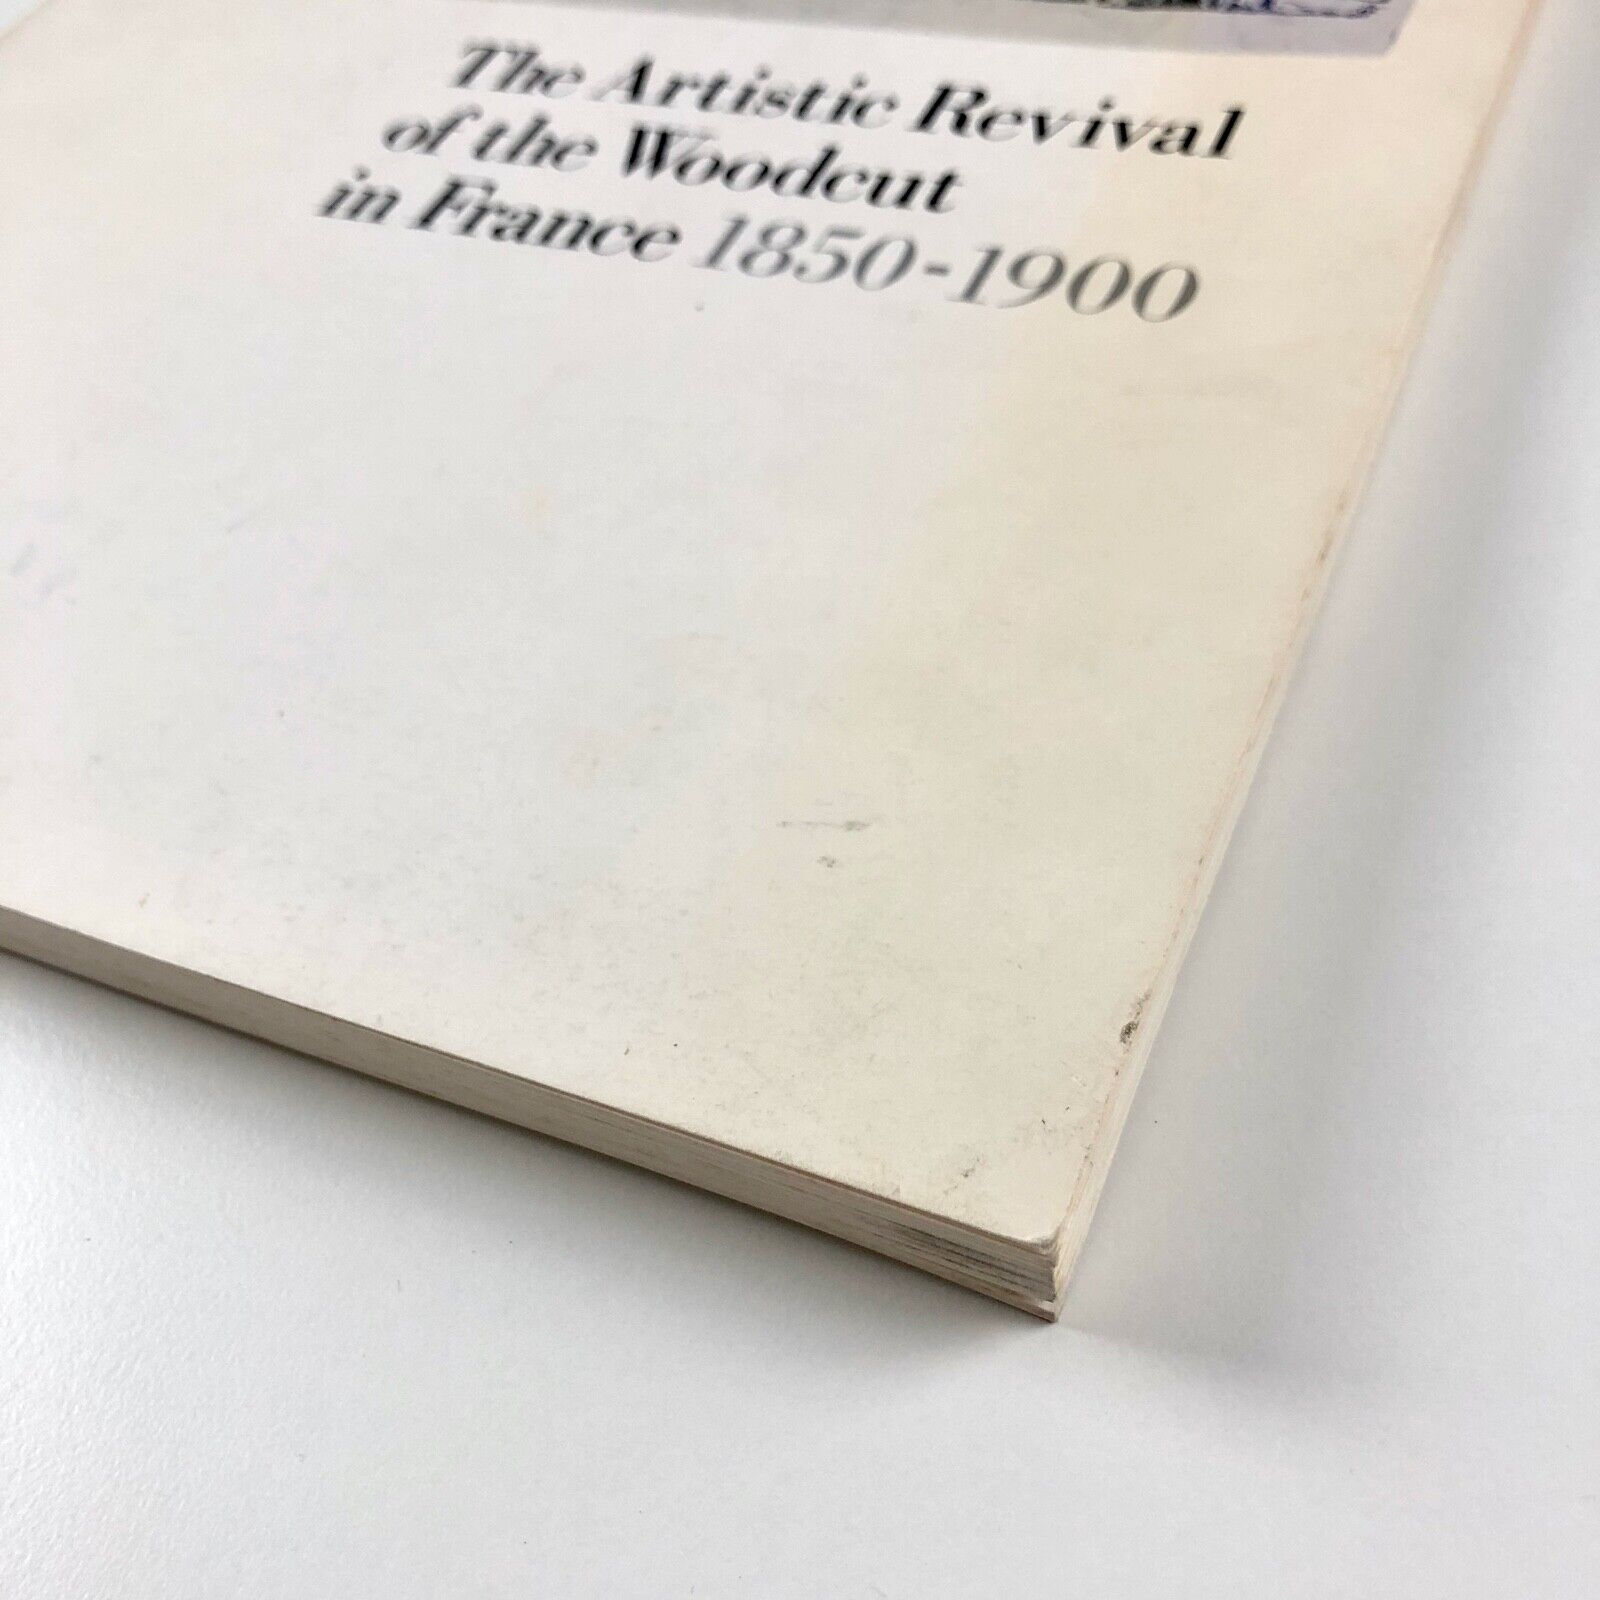 The Artistic Revival
of the Woodcut
in France 1850-1900